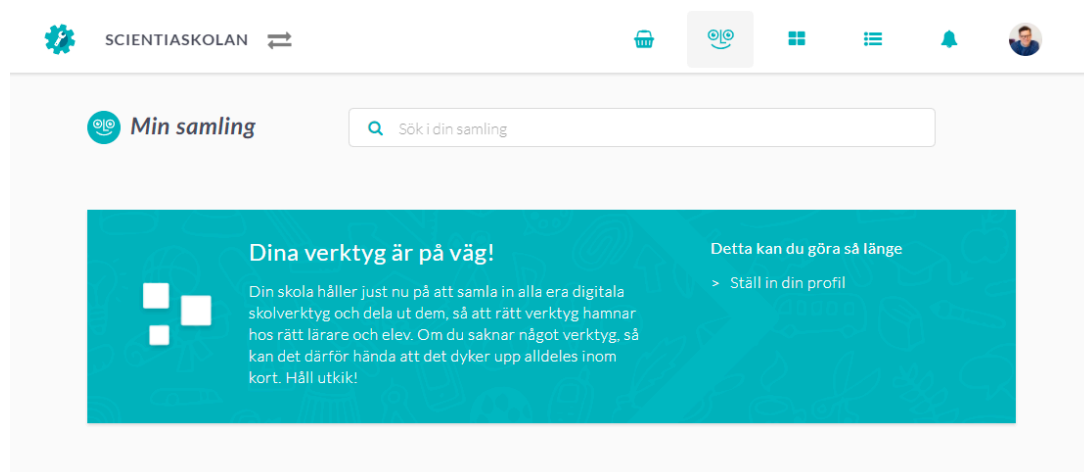 SCIENTIASKOLAN
Min samling
Sök i din samling
Dina verktyg är på väg!
Din skola håller just nu på att samla in alla era digitala
skolverktyg och dela ut dem, så att rätt verktyg hamnar
hos rätt lärare och elev. Om du saknar något verktyg, så
kan det därför hända att det dyker upp alldeles inom
kort. Håll utkik!
Detta kan du göra så länge
> Ställ in din profil